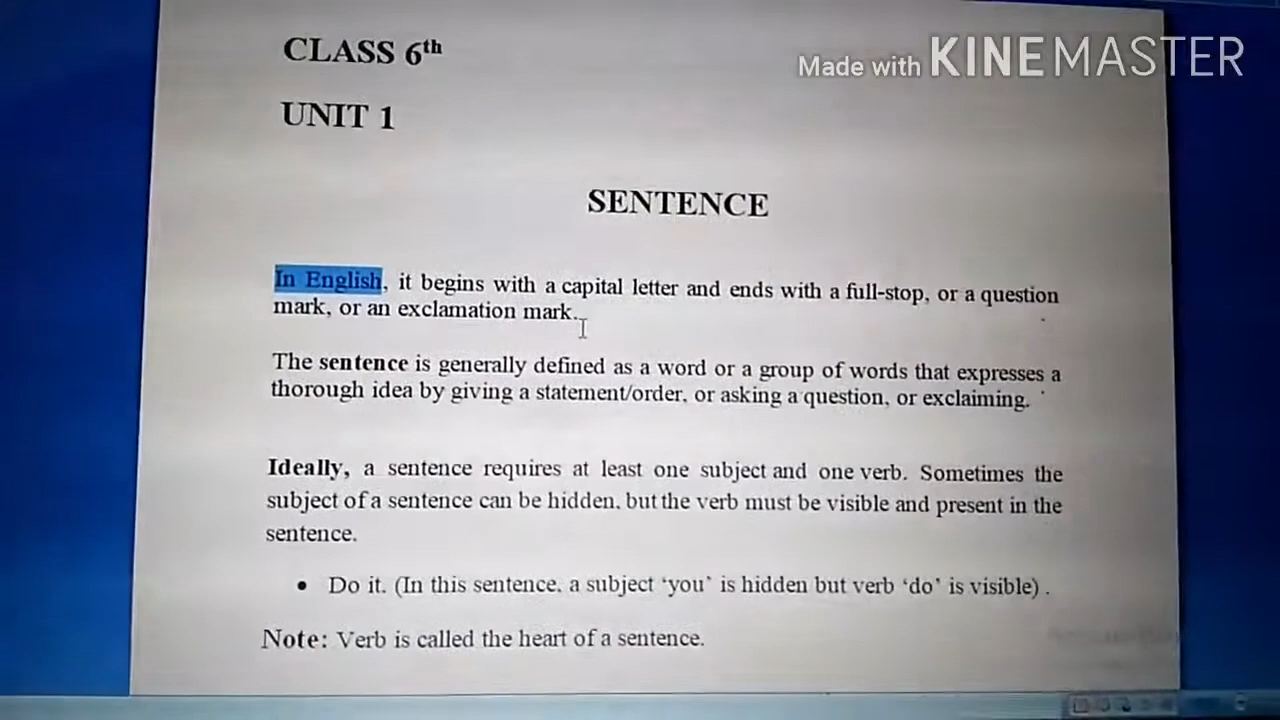 CLASS 6th
Made with KINEMASTER
UNIT 1
SENTENCE
In English, it begins with a capital letter and ends with a full-stop, or a question
mark, or an exclamation mark.
The sentence is generally defined as a word or a group of words that expresses a
thorough idea by giving a statement/order, or asking a question, or exclaiming.
Ideally, a sentence requires at least one subject and one verb. Sometimes the
subject of a sentence can be hidden, but the verb must be visible and present in the
sentence.
• Do it. (In this sentence, a subject ‘you’ is hidden but verb ‘do’ is visible) .
Note: Verb is called the heart of a sentence.